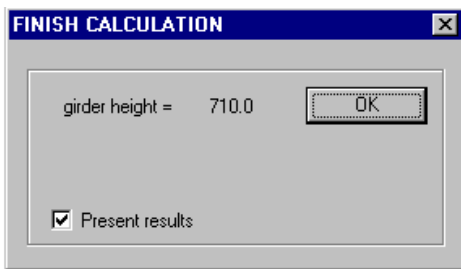 FINISH CALCULATION
girder height = 710.0 OK
Present results